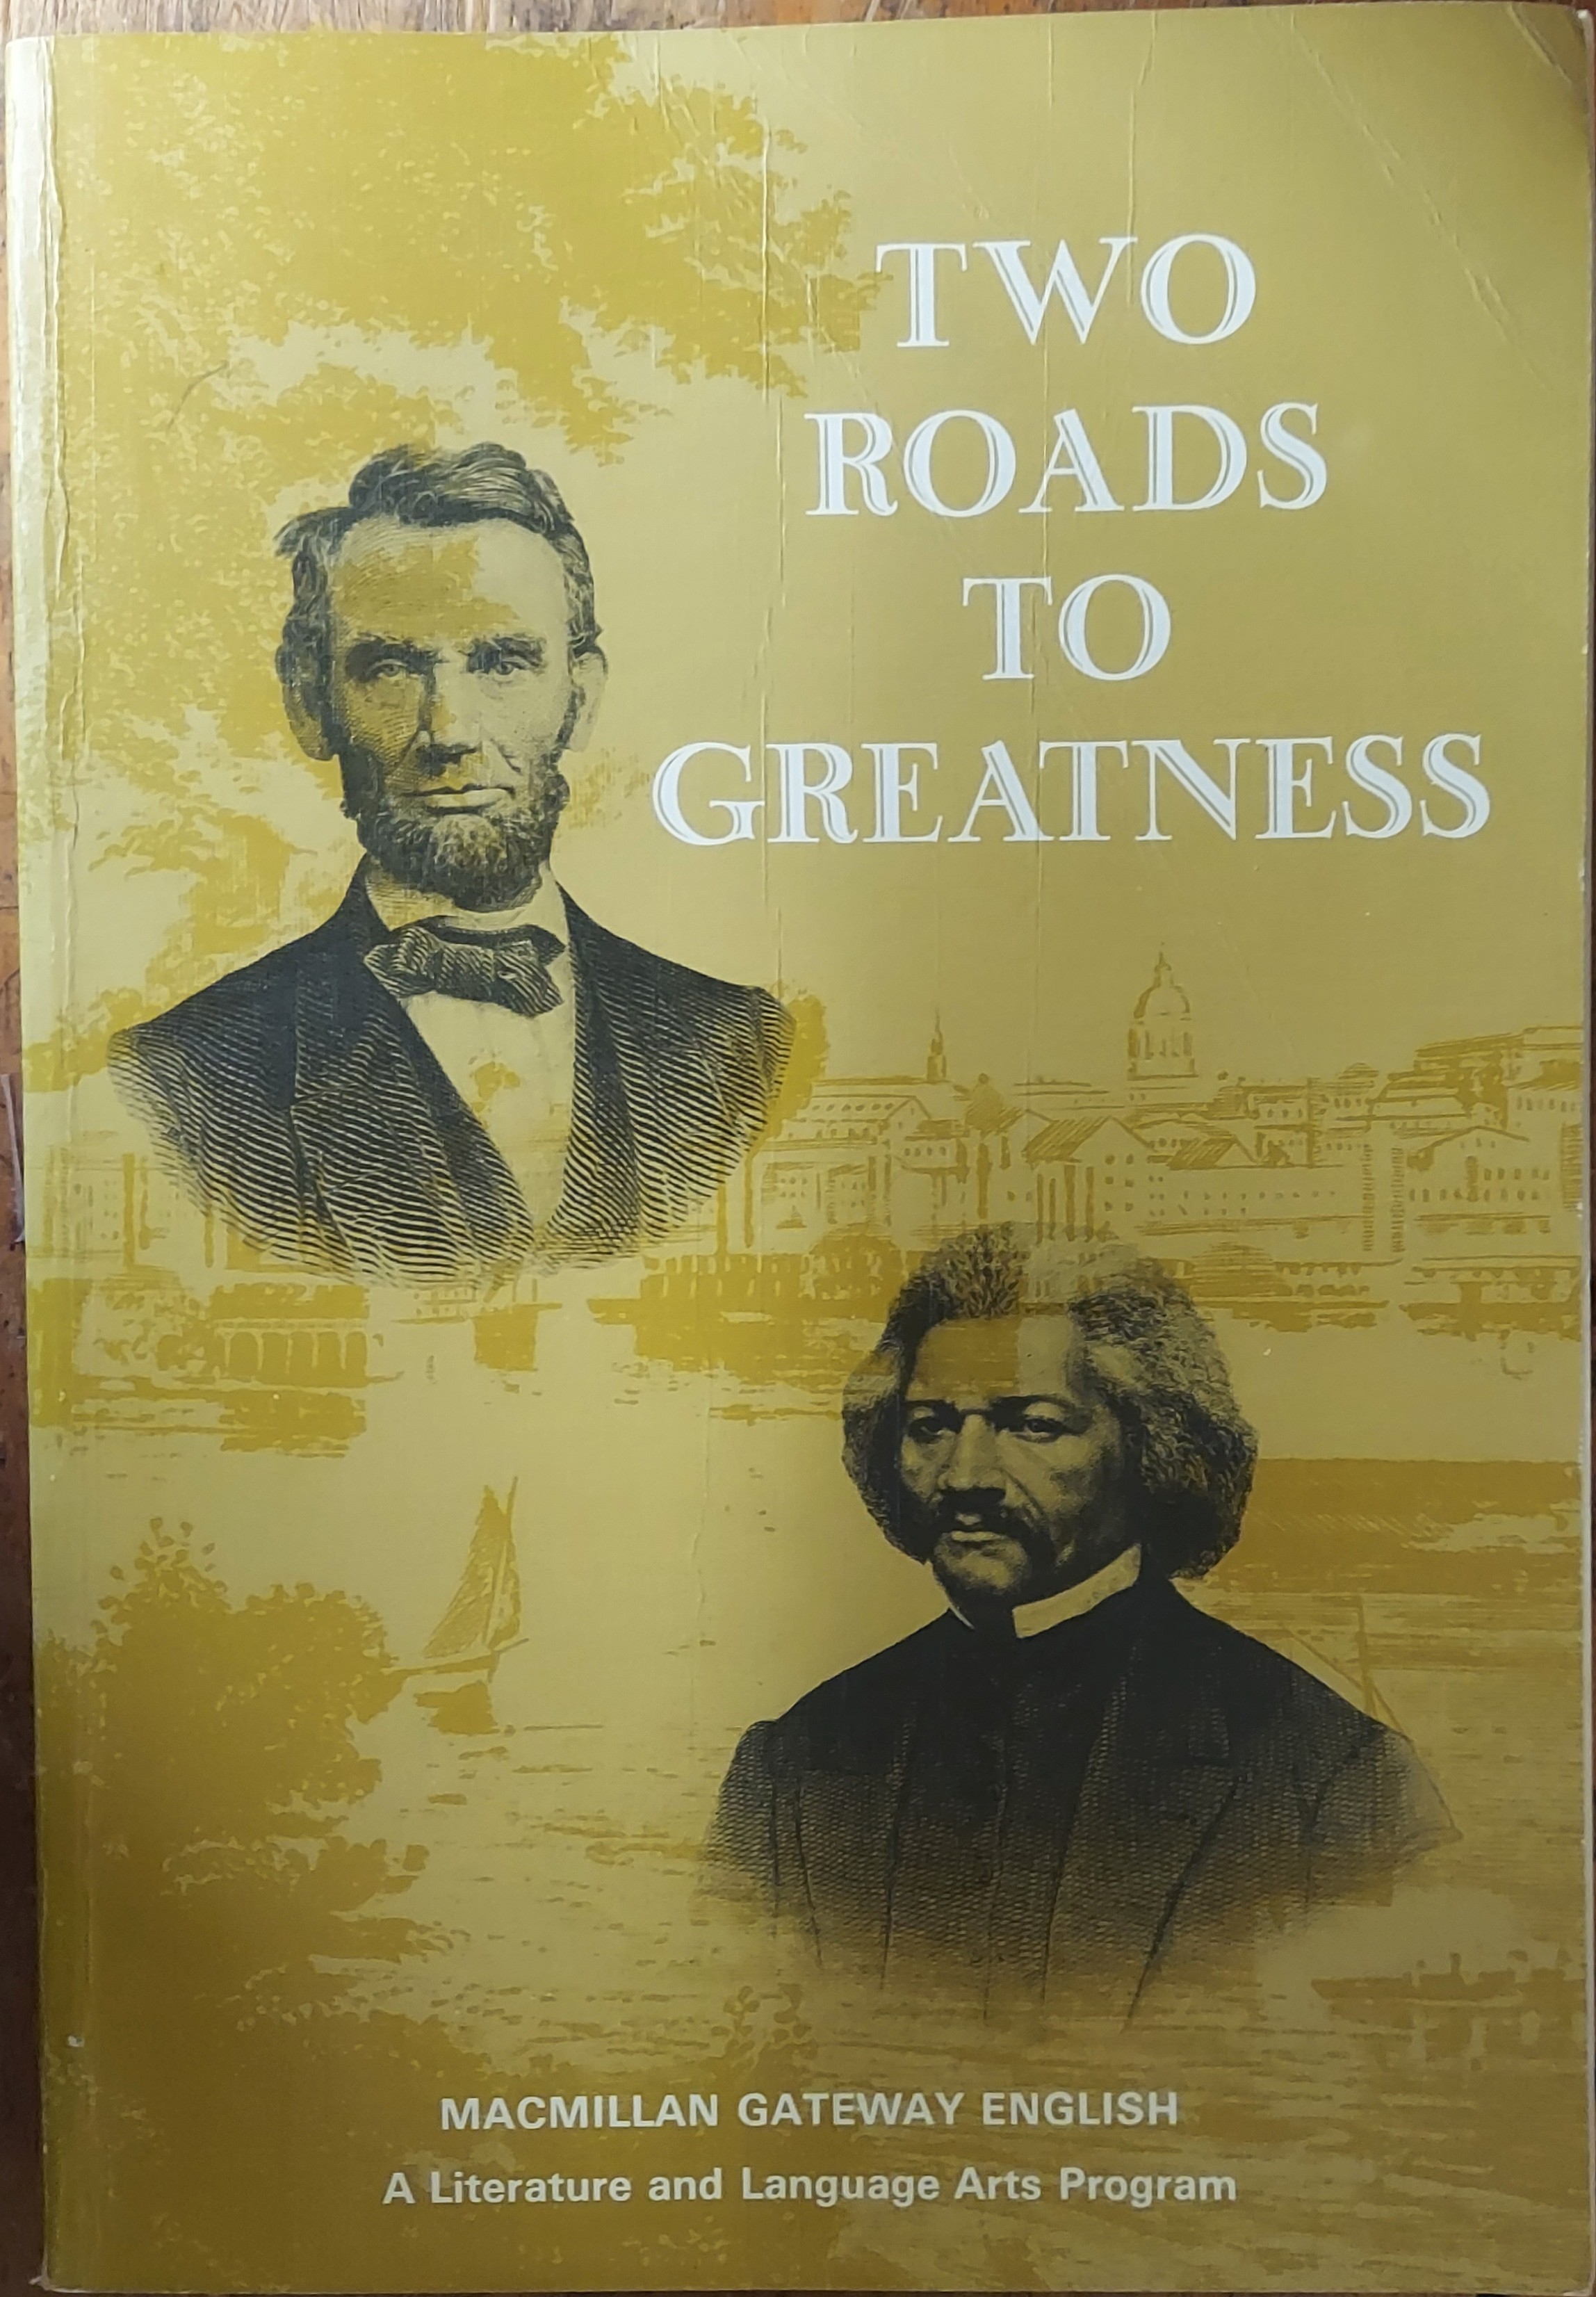 TWO
ROADS
TO
GREATNESS
MACMILLAN GATEWAY ENGLISH
A Literature and Language Arts Program